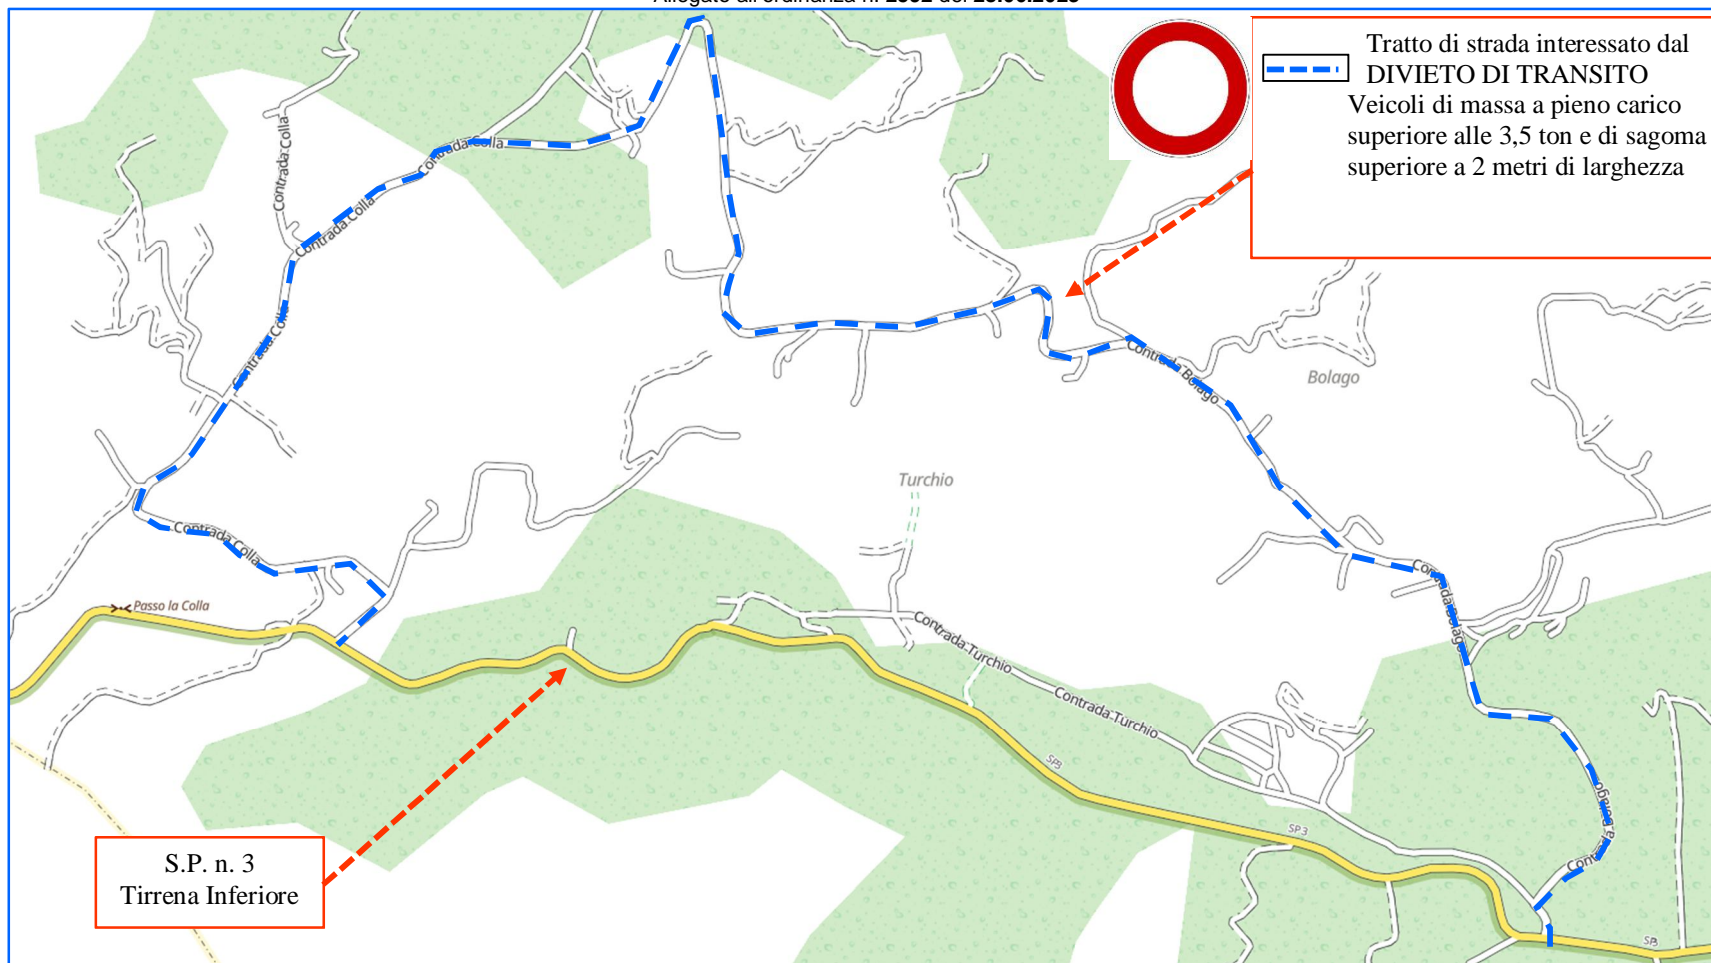 Tratto di strada interessato dal
DIVIETO DI TRANSITO
Veicoli di massa a pieno carico
superiore alle 3,5 ton e di sagoma
superiore a 2 metri di larghezza
Contrada Colla
Contrada Colla
Contrada Colla
Contrada Colla
Contrada Colla
Contrada Bolago
Bolago
Turchio
Passo la Colla
Contrada Turchio
Contrada Turchio
Contrada Bolago
SP3
SP3
SP3
S.P. n. 3
Tirrena Inferiore